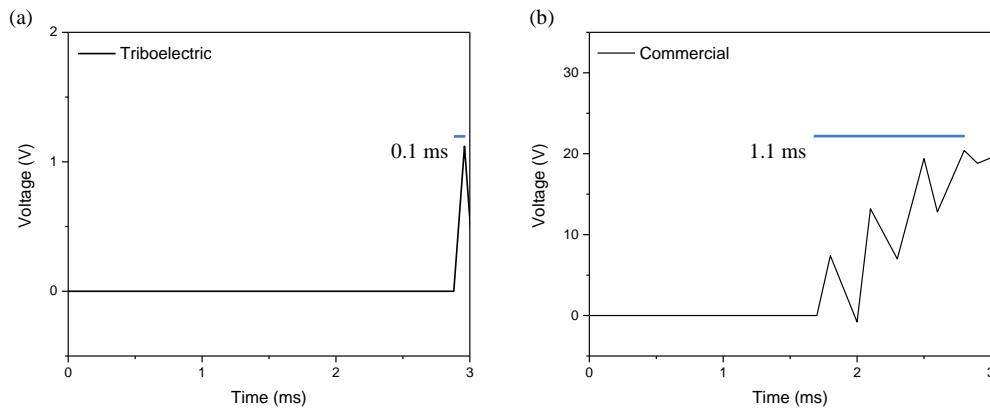 (a)
Triboelectric
2
1
0
0.1 ms
Voltage (V)
0 1 2 3
Time (ms)
(b)
Commercial
30
20
10
0
1.1 ms
Voltage (V)
0 1 2 3
Time (ms)